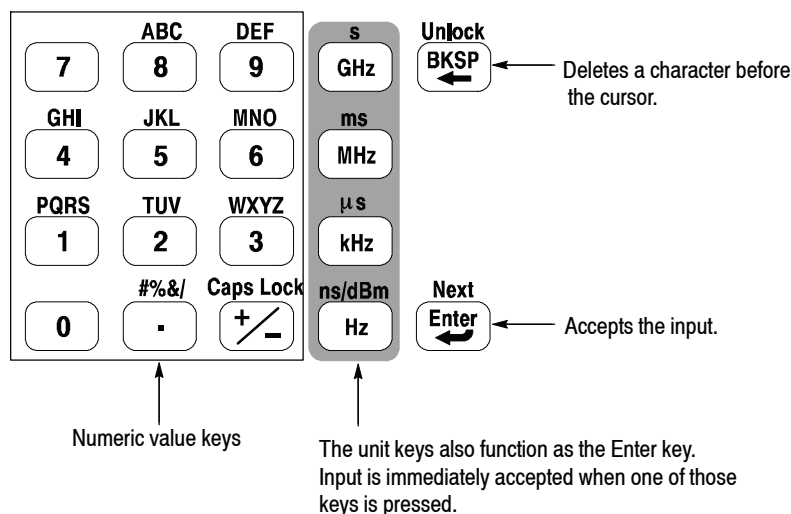 ABC DEF s Unlock
7 8 9 GHz BKSP
Deletes a character before
the cursor.
GHI JKL MNO ms
4 5 6 MHz
PQRS TUV WXYZ μs
1 2 3 kHz
#%&/ Caps Lock ns/dBm Next
0 . +/− Hz Enter
Accepts the input.
Numeric value keys
The unit keys also function as the Enter key.
Input is immediately accepted when one of those
keys is pressed.